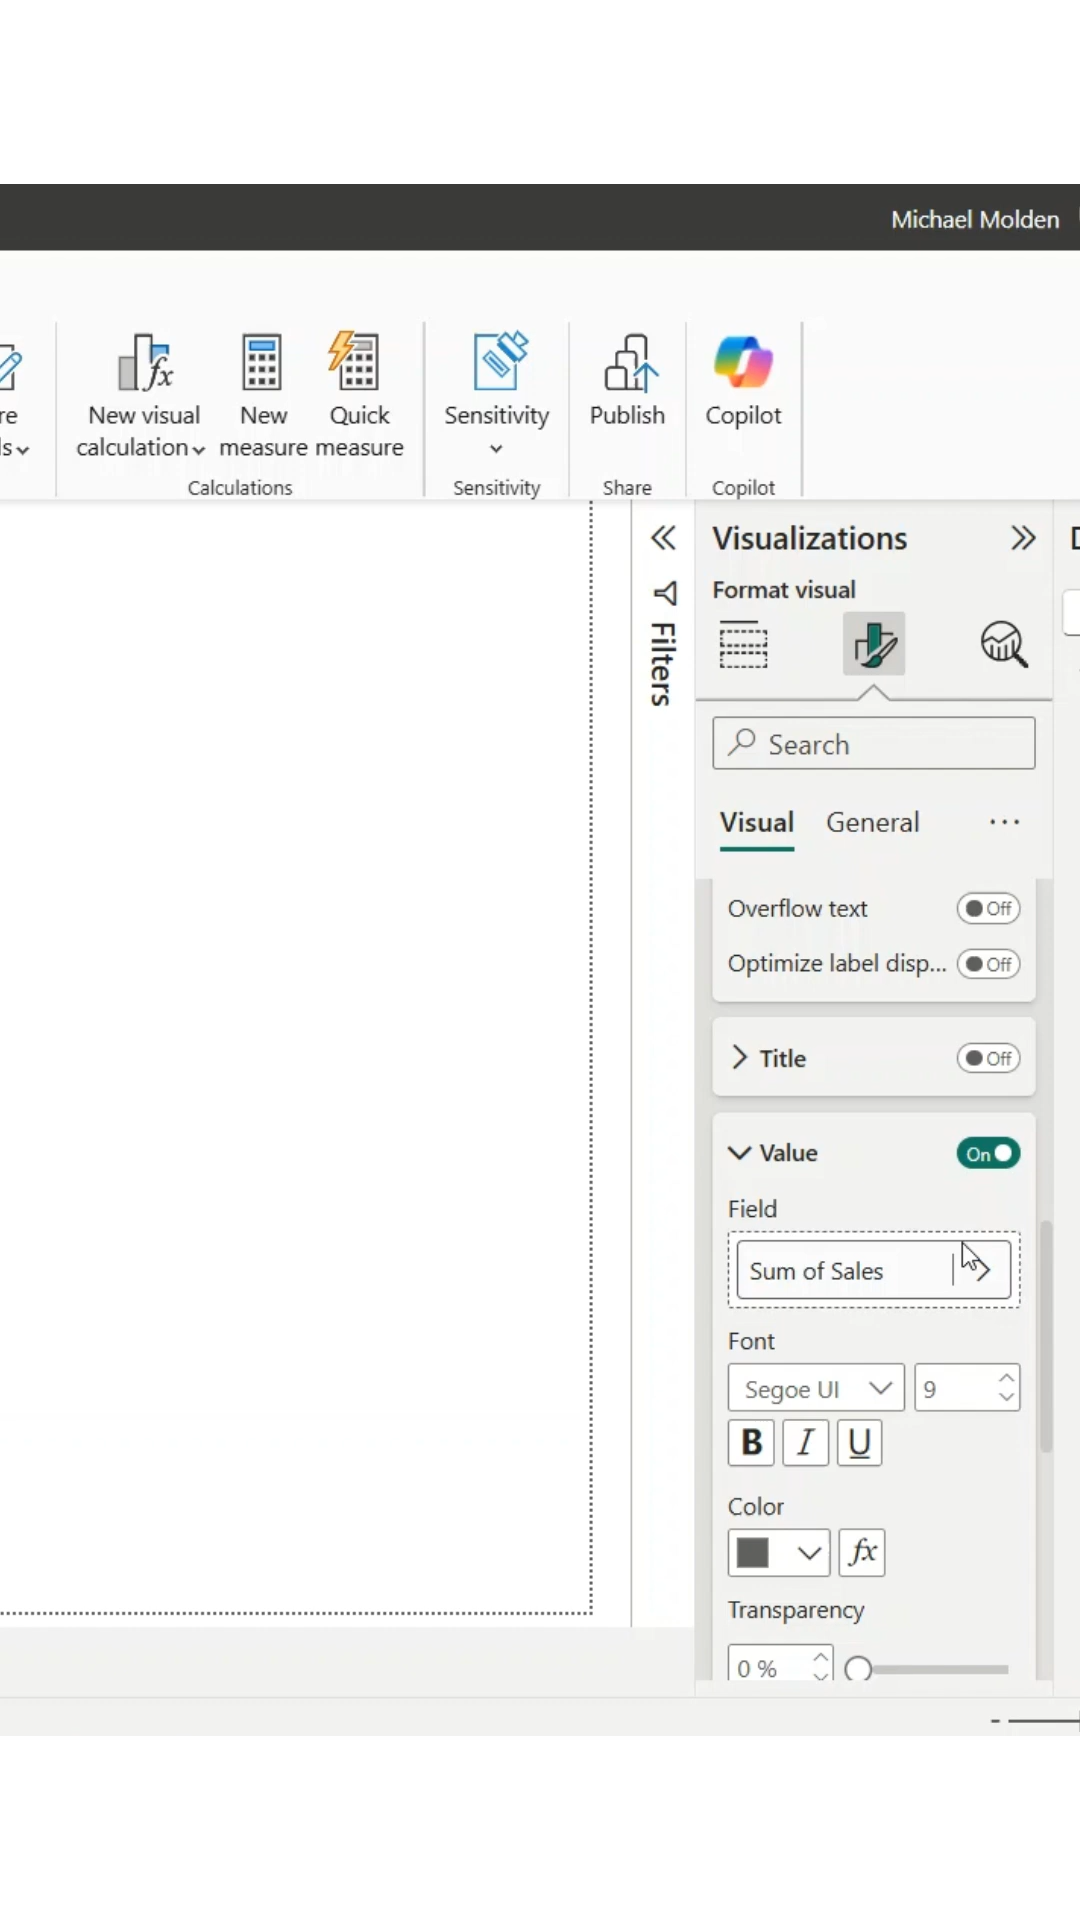 Michael Molden
re
ls
New visual
calculation
New
measure
Quick
measure
Calculations
Sensitivity
Sensitivity
Publish
Share
Copilot
Copilot
Visualizations
Format visual
Filters
Search
Visual
General
...
Overflow text
Off
Optimize label disp...
Off
Title
Off
Value
On
Field
Sum of Sales
Font
Segoe UI
9
B I U
Color
fx
Transparency
0 %